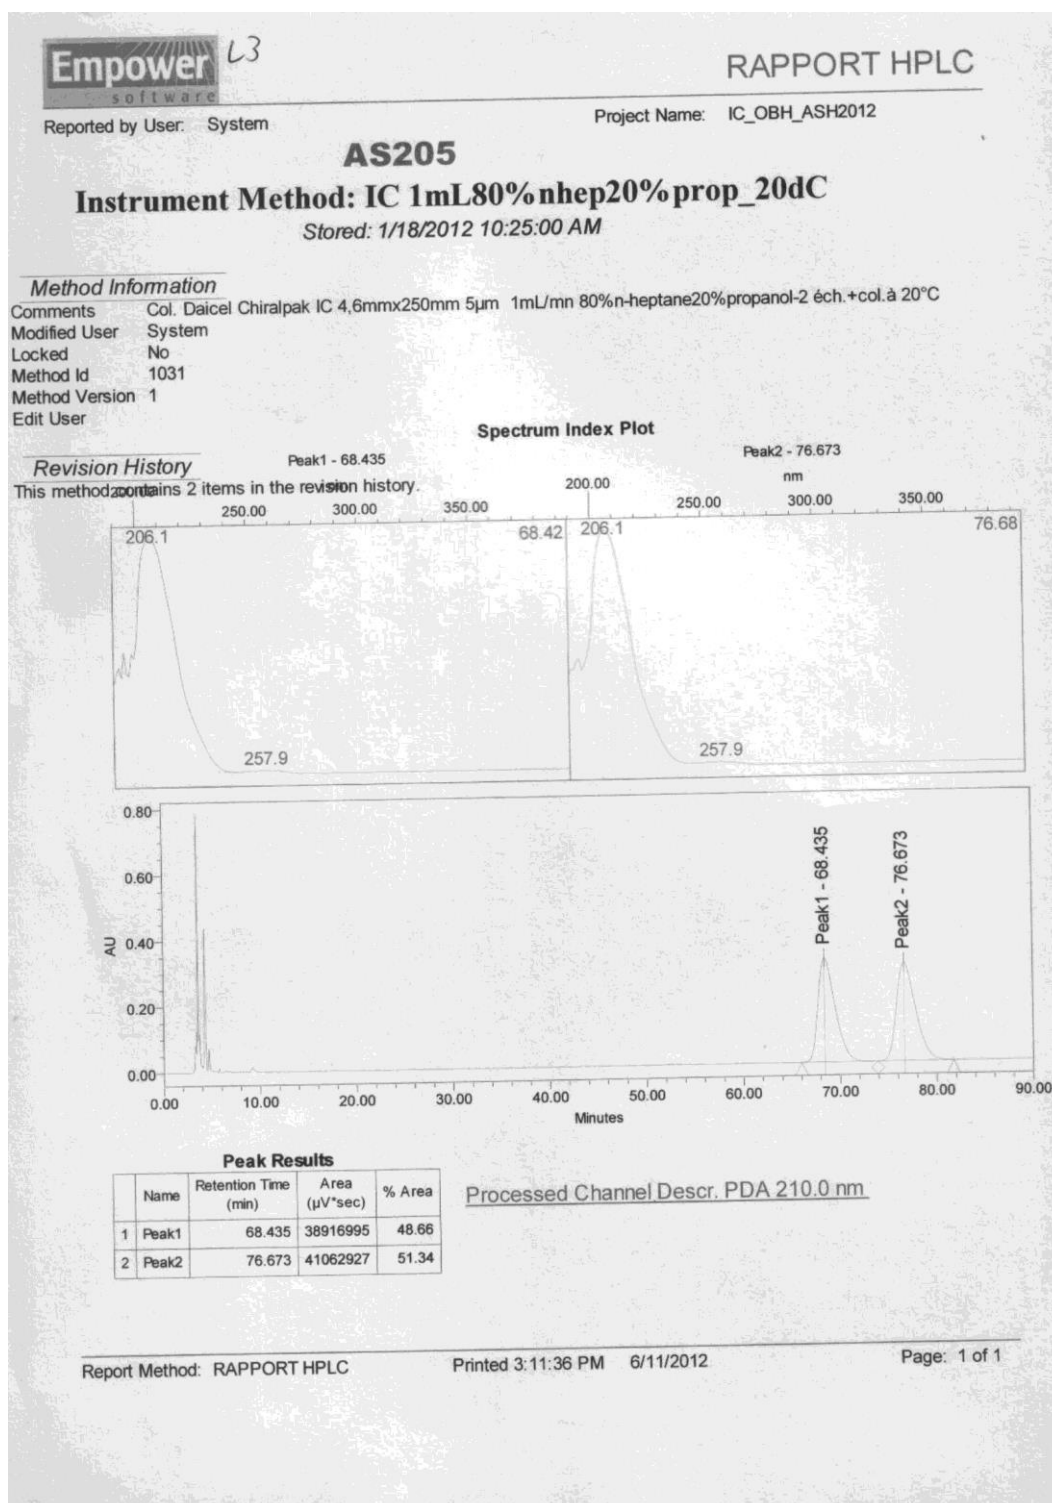 Empower L3
software
RAPPORT HPLC
Reported by User: System Project Name: IC_OBH_ASH2012
AS205
Instrument Method: IC 1mL80%nhep20%prop_20dC
Stored: 1/18/2012 10:25:00 AM
Method Information
Comments Col. Daicel Chiralpak IC 4,6mmx250mm 5µm 1mL/mn 80%n-heptane20%propanol-2 éch.+col.à 20°C
Modified User System
Locked No
Method Id 1031
Method Version 1
Edit User
Spectrum Index Plot
Revision History
Peak1 - 68.435 Peak2 - 76.673
This method contains 2 items in the revision history.
nm
200.00 250.00 300.00 350.00
250.00 300.00 350.00
206.1 68.42 206.1 76.68
257.9 257.9
0.80
0.60
0.40
0.20
0.00
AU
Peak1 - 68.435
Peak2 - 76.673
0.00 10.00 20.00 30.00 40.00 50.00 60.00 70.00 80.00 90.00
Minutes
Peak Results
Name Retention Time (min) Area (µV*sec) % Area
1 Peak1 68.435 38916995 48.66
2 Peak2 76.673 41062927 51.34
Processed Channel Descr. PDA 210.0 nm
Report Method: RAPPORT HPLC Printed 3:11:36 PM 6/11/2012 Page: 1 of 1